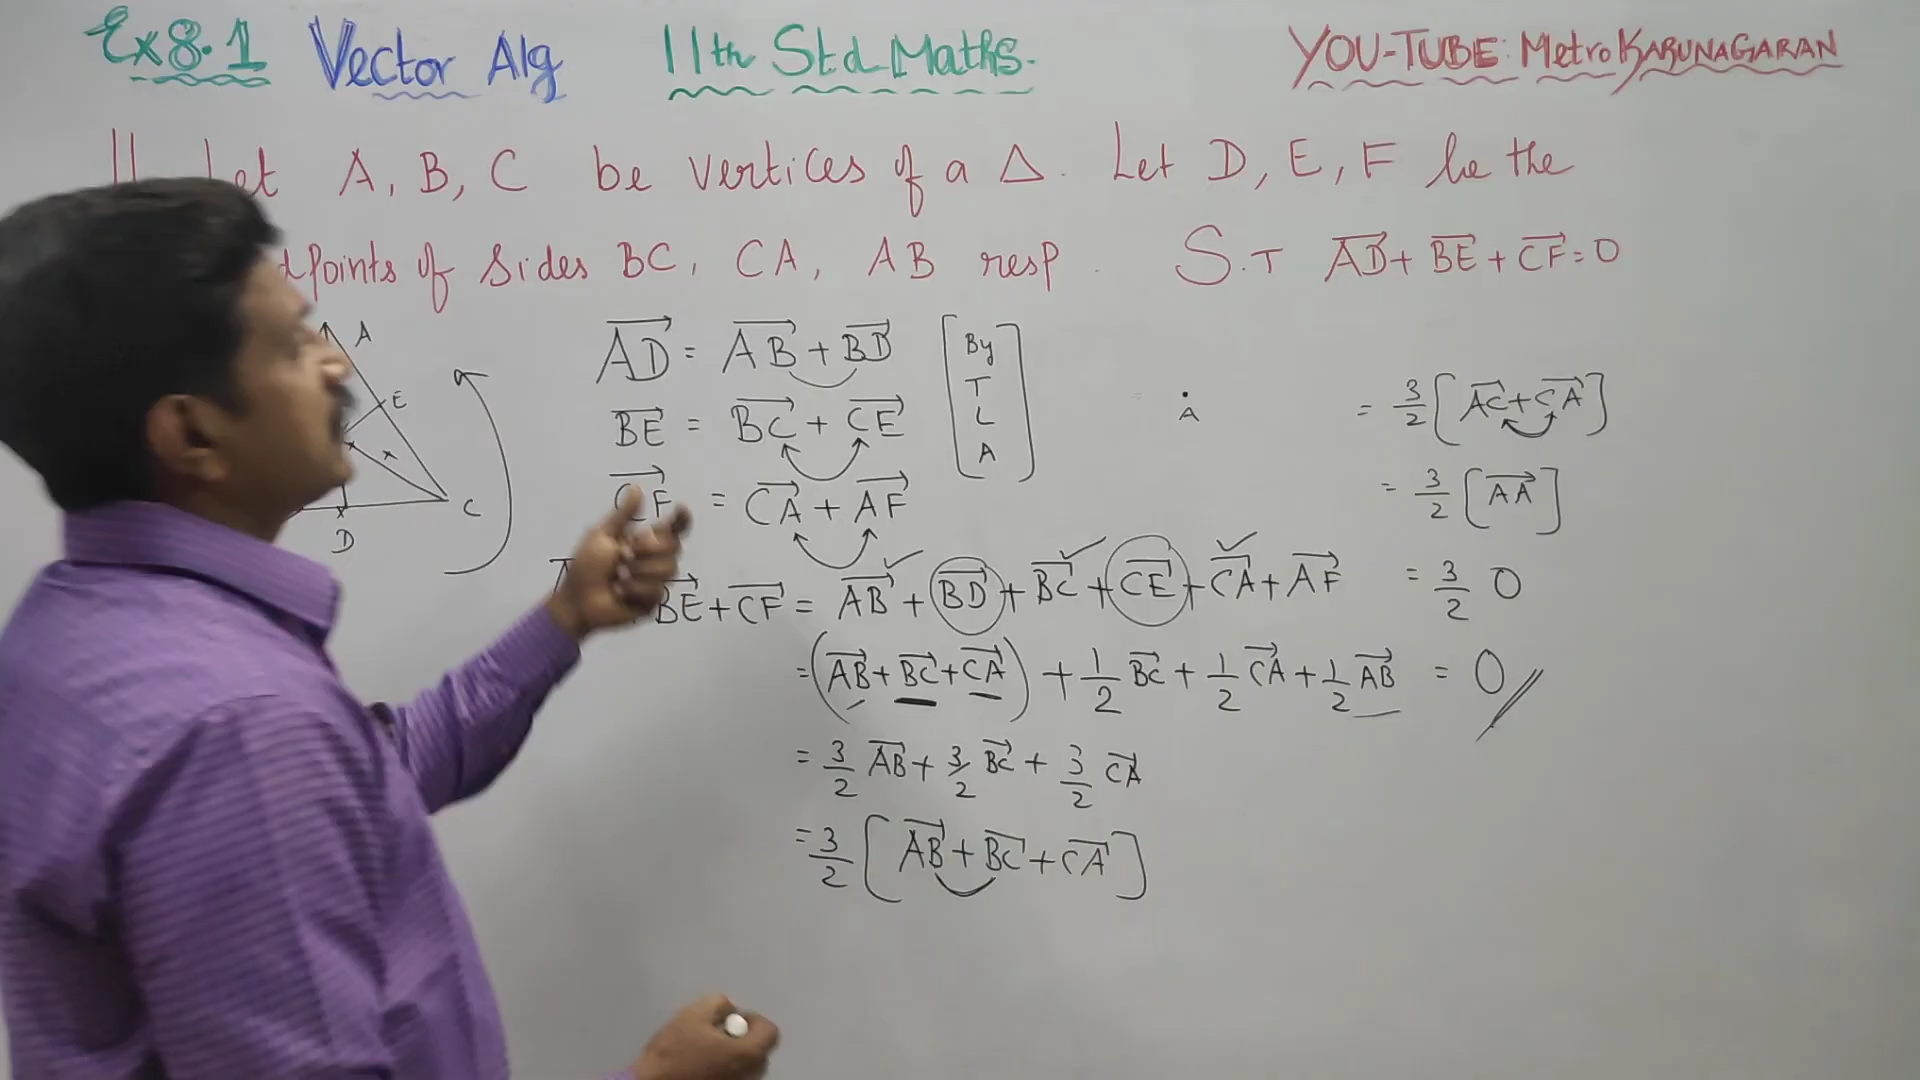 Ex 8.1 Vector Alg 11th Std Maths. YOU-TUBE: Metro KARUNAGARAN
Let A, B, C be vertices of a Δ. Let D, E, F be the
points of sides BC, CA, AB resp. S.T AD⃗ + BE⃗ + CF⃗ = 0
A
E
C
D
AD⃗ = AB⃗ + BD⃗
BE⃗ = BC⃗ + CE⃗
CF⃗ = CA⃗ + AF⃗
[By T L A]
BE⃗ + CF⃗ = AB⃗ + BD⃗ + BC⃗ + CE⃗ + CA⃗ + AF⃗
= (AB⃗ + BC⃗ + CA⃗) + 1/2 BC⃗ + 1/2 CA⃗ + 1/2 AB⃗
= 3/2 AB⃗ + 3/2 BC⃗ + 3/2 CA⃗
= 3/2 [AB⃗ + BC⃗ + CA⃗]
A
= 3/2 [AC⃗ + CA⃗]
= 3/2 [AA⃗]
= 3/2 0
= 0//